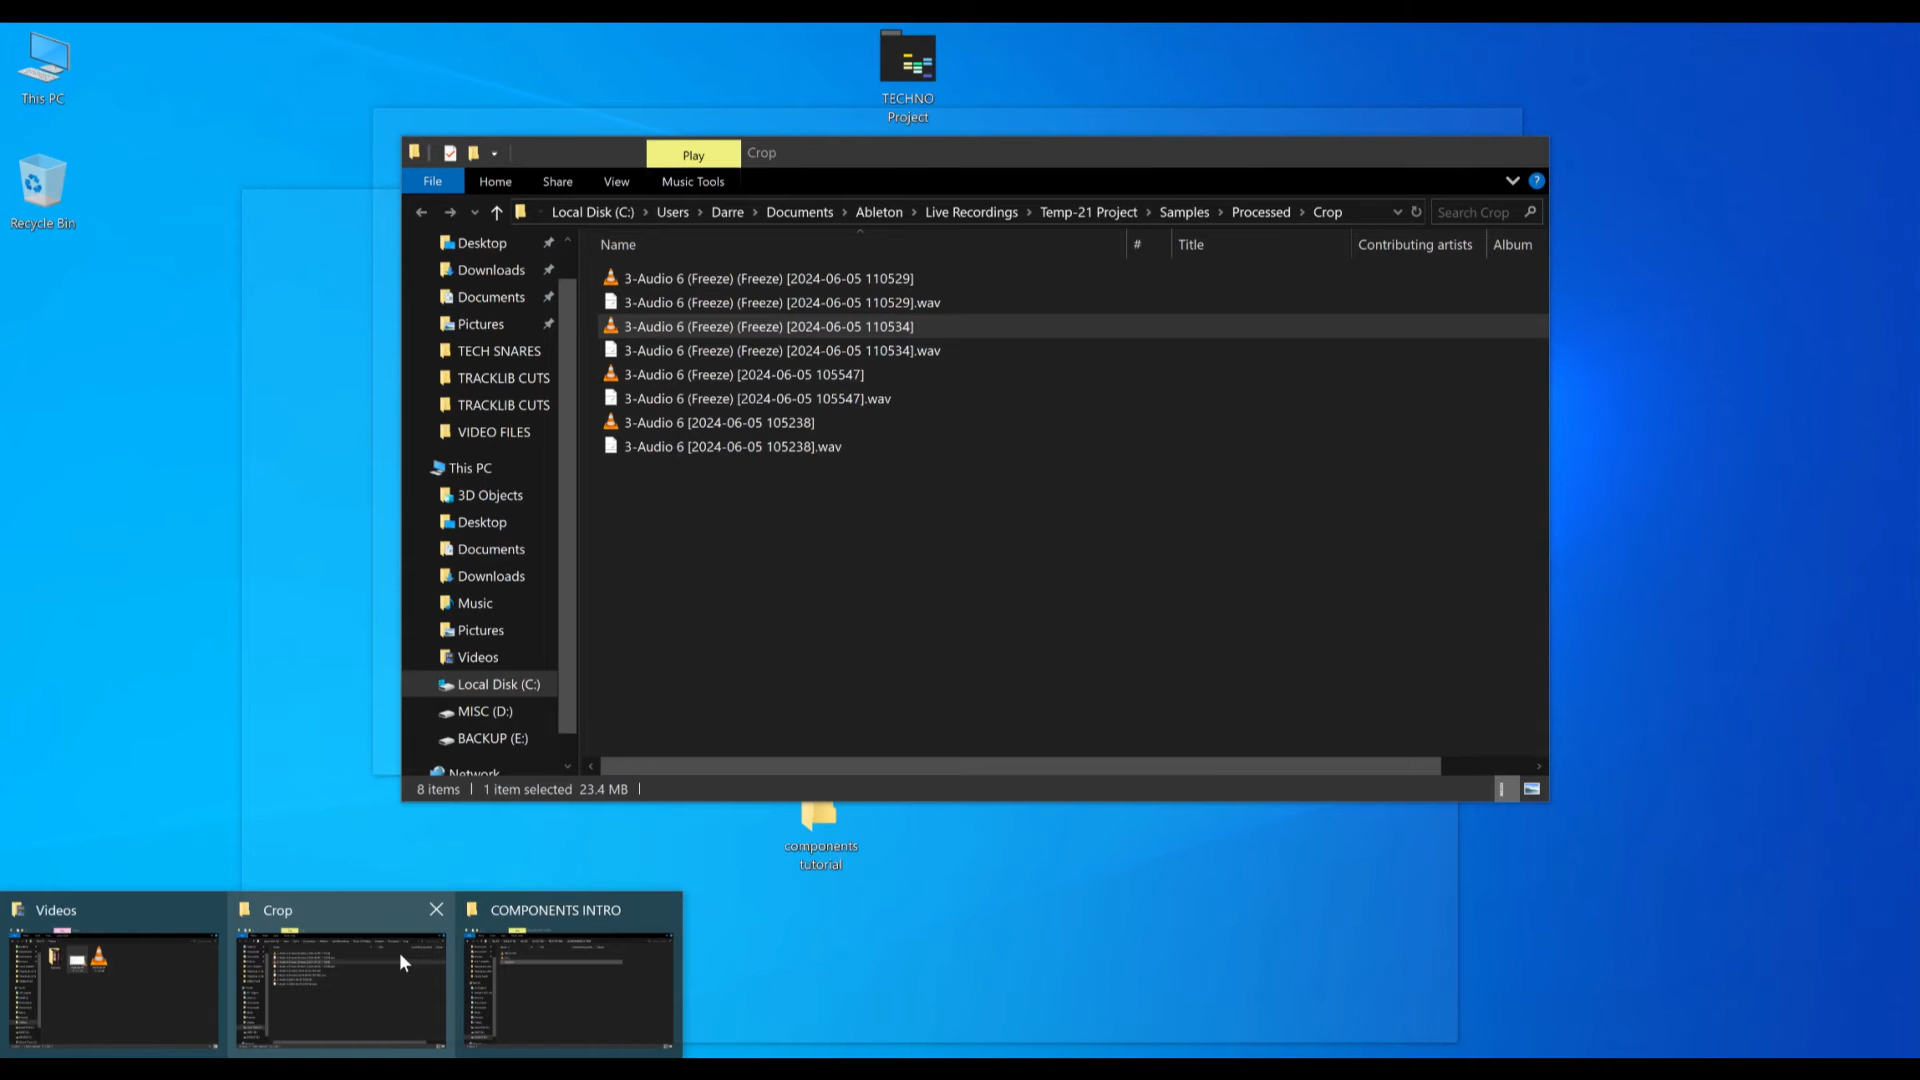 This PC
Recycle Bin
TECHNO
Project
Play
Crop
File
Home
Share
View
Music Tools
Local Disk (C:) › Users › Darre › Documents › Ableton › Live Recordings › Temp-21 Project › Samples › Processed › Crop
Search Crop
Name
#
Title
Contributing artists
Album
Desktop
Downloads
Documents
Pictures
TECH SNARES
TRACKLIB CUTS
TRACKLIB CUTS
VIDEO FILES
This PC
3D Objects
Desktop
Documents
Downloads
Music
Pictures
Videos
Local Disk (C:)
MISC (D:)
BACKUP (E:)
Network
3-Audio 6 (Freeze) (Freeze) [2024-06-05 110529]
3-Audio 6 (Freeze) (Freeze) [2024-06-05 110529].wav
3-Audio 6 (Freeze) (Freeze) [2024-06-05 110534]
3-Audio 6 (Freeze) (Freeze) [2024-06-05 110534].wav
3-Audio 6 (Freeze) [2024-06-05 105547]
3-Audio 6 (Freeze) [2024-06-05 105547].wav
3-Audio 6 [2024-06-05 105238]
3-Audio 6 [2024-06-05 105238].wav
8 items
1 item selected 23.4 MB
components
tutorial
Videos
Crop
COMPONENTS INTRO